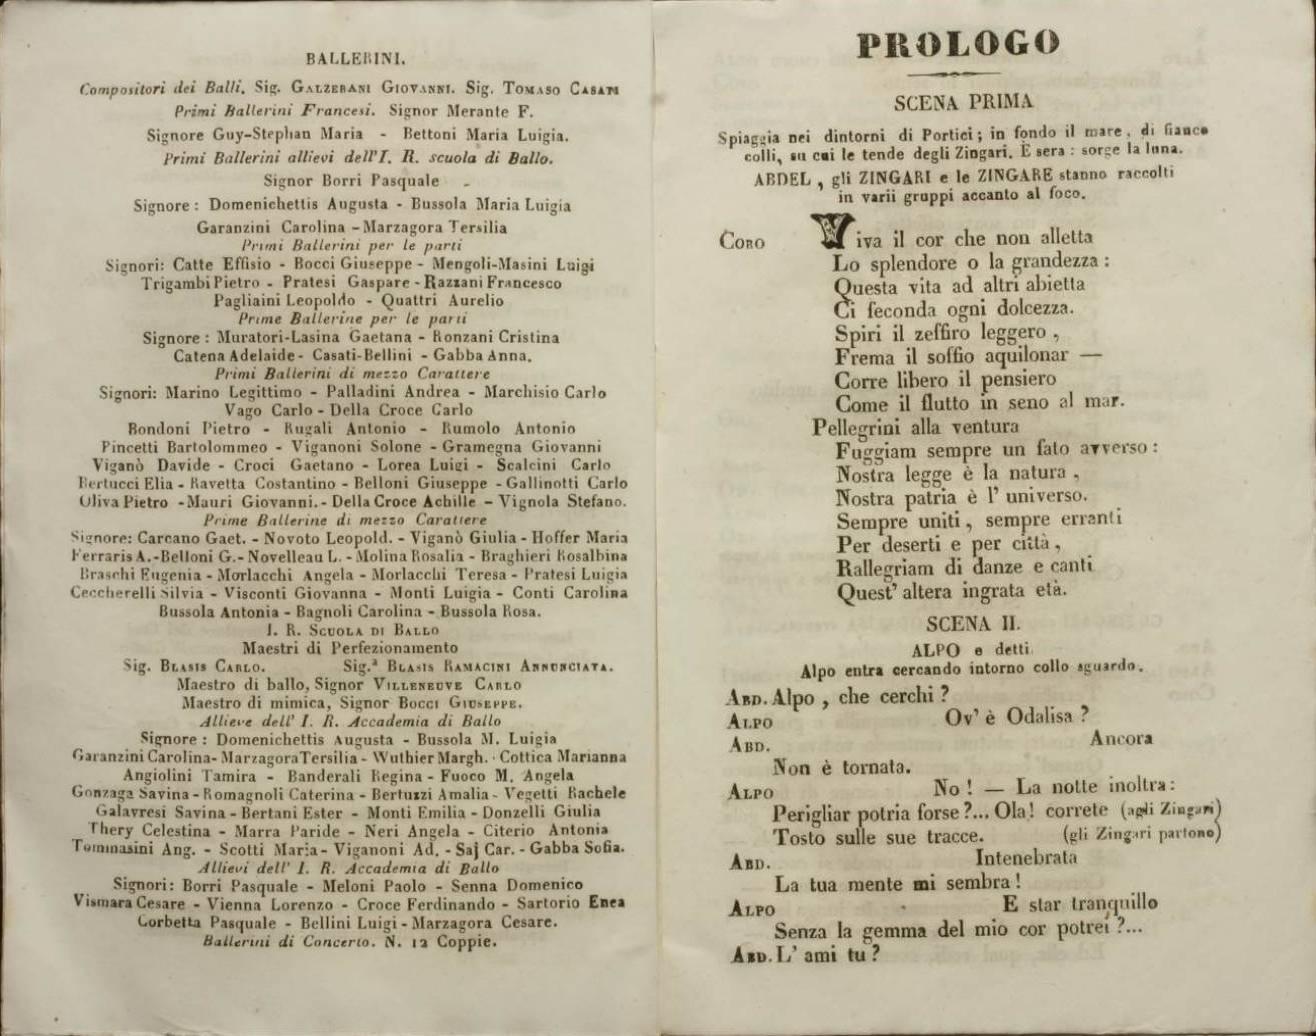 BALLERINI.
Compositori dei Balli. Sig. GALZERANI GIOVANNI. Sig. TOMASO CASATI
Primi Ballerini Francesi. Signor Merante F.
Signore Guy-Stephan Maria - Bettoni Maria Luigia.
Primi Ballerini allievi dell'I. R. scuola di Ballo.
Signor Borri Pasquale -
Signore : Domenichettis Augusta - Bussola Maria Luigia
Garanzini Carolina - Marzagora Tersilia
Primi Ballerini per le parti
Signori: Catte Effisio - Bocci Giuseppe - Mengoli-Masini Luigi
Trigambi Pietro - Pratesi Gaspare - Razzani Francesco
Pagliaini Leopoldo - Quattri Aurelio
Prime Ballerine per le parti
Signore : Muratori-Lasina Gaetana - Ronzani Cristina
Catena Adelaide - Casati-Bellini - Gabba Anna.
Primi Ballerini di mezzo Carattere
Signori: Marino Legittimo - Palladini Andrea - Marchisio Carlo
Vago Carlo - Della Croce Carlo
Rondoni Pietro - Rugali Antonio - Rumolo Antonio
Pincetti Bartolommeo - Viganoni Solone - Gramegna Giovanni
Viganò Davide - Croci Gaetano - Lorea Luigi - Scalcini Carlo
Bertucci Elia - Ravetta Costantino - Belloni Giuseppe - Gallinotti Carlo
Oliva Pietro - Mauri Giovanni. - Della Croce Achille - Vignola Stefano.
Prime Ballerine di mezzo Carattere
Signore: Carcano Gaet. - Novoto Leopold. - Viganò Giulia - Hoffer Maria
Ferraris A. - Belloni G. - Novelleau L. - Molina Rosalia - Braghieri Rosalbina
Braschi Eugenia - Morlacchi Angela - Morlacchi Teresa - Pratesi Luigia
Ceccherelli Silvia - Visconti Giovanna - Monti Luigia - Conti Carolina
Bussola Antonia - Bagnoli Carolina - Bussola Rosa.
I. R. SCUOLA DI BALLO
Maestri di Perfezionamento
Sig. BLASIS CARLO. Sig.ª BLASIS RAMACINI ANNUNCIATA.
Maestro di ballo, Signor VILLENEUVE CARLO
Maestro di mimica, Signor BOCCI GIUSEPPE.
Allieve dell' I. R. Accademia di Ballo
Signore : Domenichettis Augusta - Bussola M. Luigia
Garanzini Carolina - Marzagora Tersilia - Wuthier Margh. - Cottica Marianna
Angiolini Tamira - Banderali Regina - Fuoco M. Angela
Gonzaga Savina - Romagnoli Caterina - Bertuzzi Amalia - Vegetti Rachele
Galavresi Savina - Bertani Ester - Monti Emilia - Donzelli Giulia
Thery Celestina - Marra Paride - Neri Angela - Citerio Antonia
Tommasini Ang. - Scotti Maria - Viganoni Ad. - Saj Car. - Gabba Sofia.
Allievi dell' I. R. Accademia di Ballo
Signori: Borri Pasquale - Meloni Paolo - Senna Domenico
Vismara Cesare - Vienna Lorenzo - Croce Ferdinando - Sartorio Enea
Corbetta Pasquale - Bellini Luigi - Marzagora Cesare.
Ballerini di Concerto. N. 12 Coppie.
PROLOGO
SCENA PRIMA
Spiaggia nei dintorni di Portici ; in fondo il mare, di fianco
colli, su cui le tende degli Zingari. È sera : sorge la luna.
ABDEL, gli ZINGARI e le ZINGARE stanno raccolti
in varii gruppi accanto al foco.
CORO Viva il cor che non alletta
Lo splendore o la grandezza :
Questa vita ad altri abietta
Ci feconda ogni dolcezza.
Spiri il zeffiro leggero ,
Frema il soffio aquilonar —
Corre libero il pensiero
Come il flutto in seno al mar.
Pellegrini alla ventura
Fuggiam sempre un fato avverso :
Nostra legge è la natura ,
Nostra patria è l' universo.
Sempre uniti, sempre erranti
Per deserti e per città ,
Rallegriam di danze e canti
Quest' altera ingrata età.
SCENA II.
ALPO e detti.
Alpo entra cercando intorno collo sguardo.
ABD. Alpo , che cerchi ?
ALPO Ov' è Odalisa ?
ABD. Ancora
Non è tornata.
ALPO No ! — La notte inoltra :
Perigliar potria forse ?... Ola! correte (agli Zingari)
Tosto sulle sue tracce. (gli Zingari partono)
ABD. Intenebrata
La tua mente mi sembra !
ALPO E star tranquillo
Senza la gemma del mio cor potrei ?...
ABD. L' ami tu ?